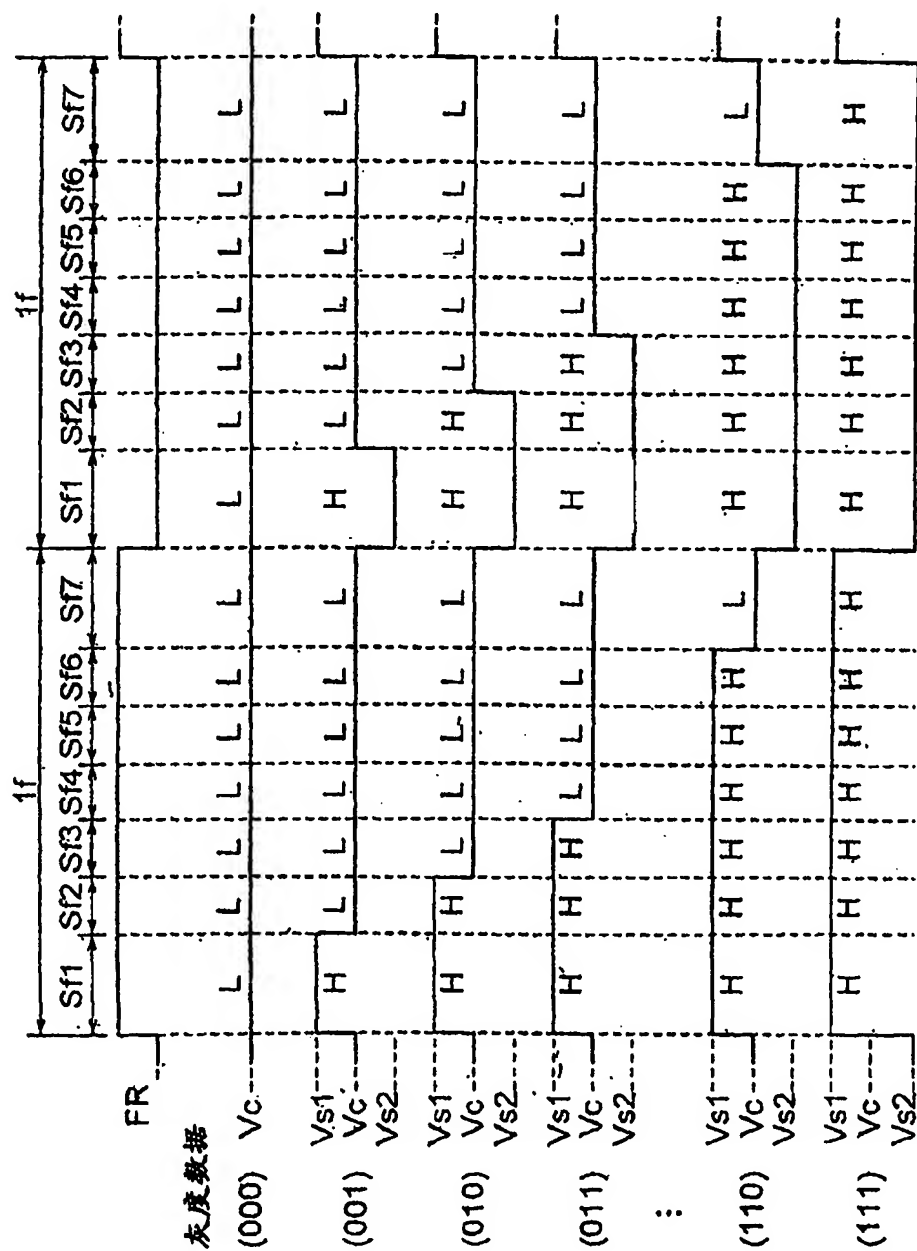 1f 1f
Sf1 Sf2 Sf3 Sf4 Sf5 Sf6 Sf7 Sf1 Sf2 Sf3 Sf4 Sf5 Sf6 Sf7
FR
灰度数据
(000) Vc L L L L L L L L L L L L L L
(001) Vs1 Vc Vs2 H L L L L L L H L L L L L L
(010) Vs1 Vc Vs2 H H L L L L L H H L L L L L
(011) Vs1 Vc Vs2 H H H L L L L H H H L L L L
⋮
(110) Vs1 Vc Vs2 H H H H H H L H H H H H H L
(111) Vs1 Vc Vs2 H H H H H H H H H H H H H H